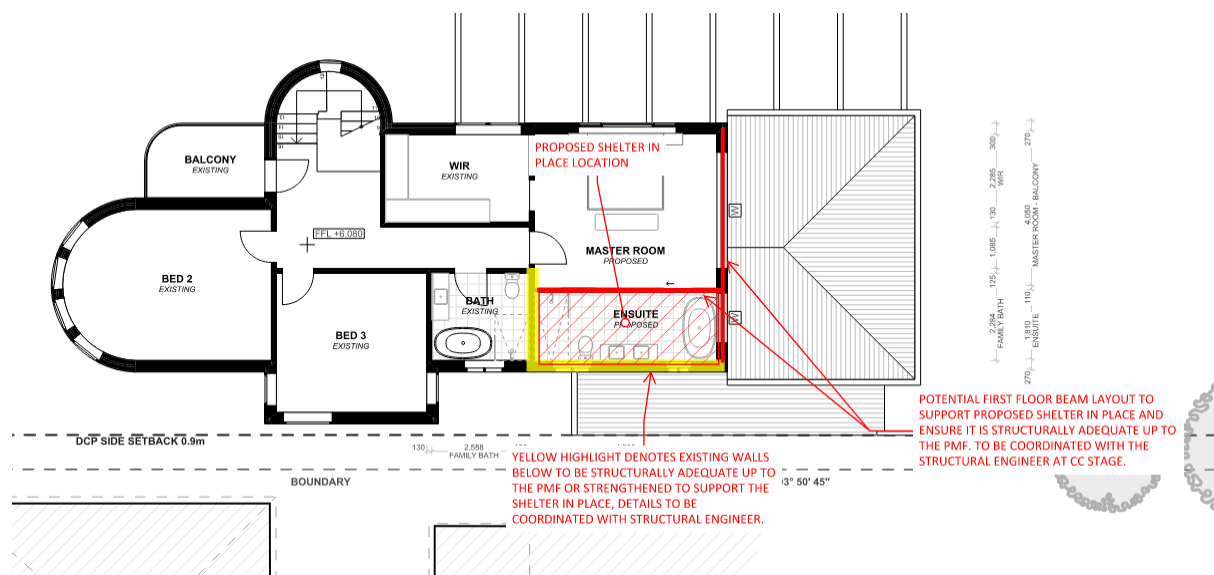 BALCONY
EXISTING
WIR
EXISTING
PROPOSED SHELTER IN
PLACE LOCATION
FFL +6.080
MASTER ROOM
PROPOSED
BED 2
EXISTING
BATH
EXISTING
ENSUITE
PROPOSED
BED 3
EXISTING
W
W
300
2,285
WIR
130
1,085
125
2,284
FAMILY BATH
270
4,050
MASTER ROOM - BALCONY
110
1,810
ENSUITE
270
POTENTIAL FIRST FLOOR BEAM LAYOUT TO
SUPPORT PROPOSED SHELTER IN PLACE AND
ENSURE IT IS STRUCTURALLY ADEQUATE UP TO
THE PMF. TO BE COORDINATED WITH THE
STRUCTURAL ENGINEER AT CC STAGE.
DCP SIDE SETBACK 0.9m
130
2,558
FAMILY BATH
YELLOW HIGHLIGHT DENOTES EXISTING WALLS
BELOW TO BE STRUCTURALLY ADEQUATE UP TO
THE PMF OR STRENGTHENED TO SUPPORT THE
SHELTER IN PLACE, DETAILS TO BE
COORDINATED WITH STRUCTURAL ENGINEER.
BOUNDARY
3° 50' 45"